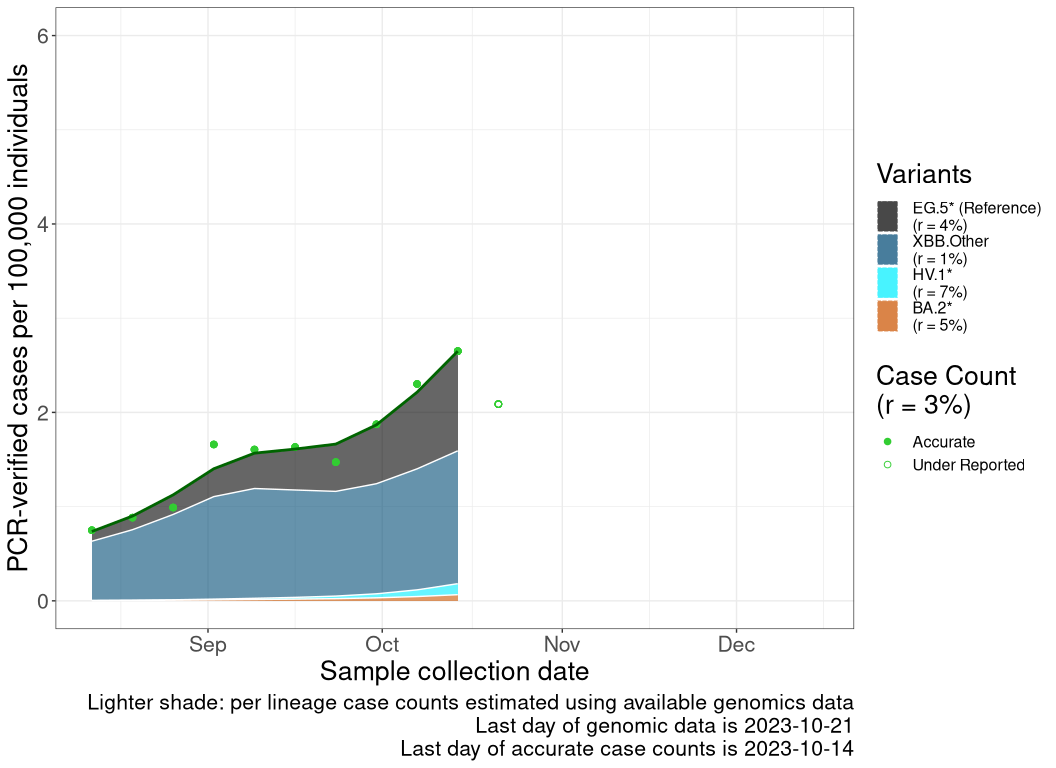 6
4
2
0
PCR-verified cases per 100,000 individuals
Sep
Oct
Nov
Dec
Sample collection date
Variants
EG.5* (Reference)
(r = 4%)
XBB.Other
(r = 1%)
HV.1*
(r = 7%)
BA.2*
(r = 5%)
Case Count
(r = 3%)
Accurate
Under Reported
Lighter shade: per lineage case counts estimated using available genomics data
Last day of genomic data is 2023-10-21
Last day of accurate case counts is 2023-10-14